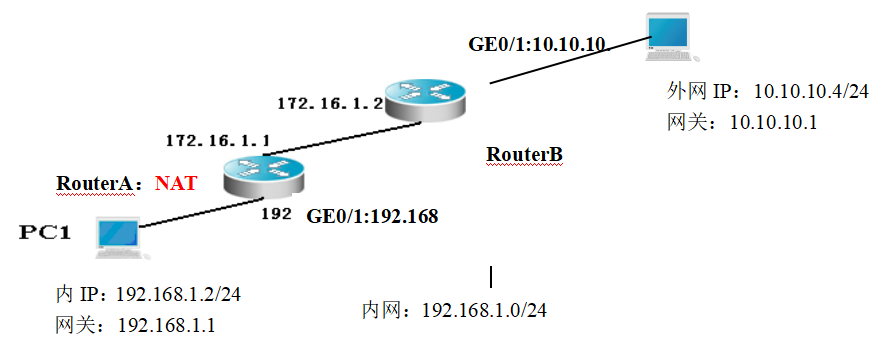 GE0/1:10.10.10.
外网 IP：10.10.10.4/24
网关：10.10.10.1
172.16.1.2
RouterB
172.16.1.1
RouterA：NAT
192
GE0/1:192.168
PC1
内 IP：192.168.1.2/24
网关：192.168.1.1
内网：192.168.1.0/24